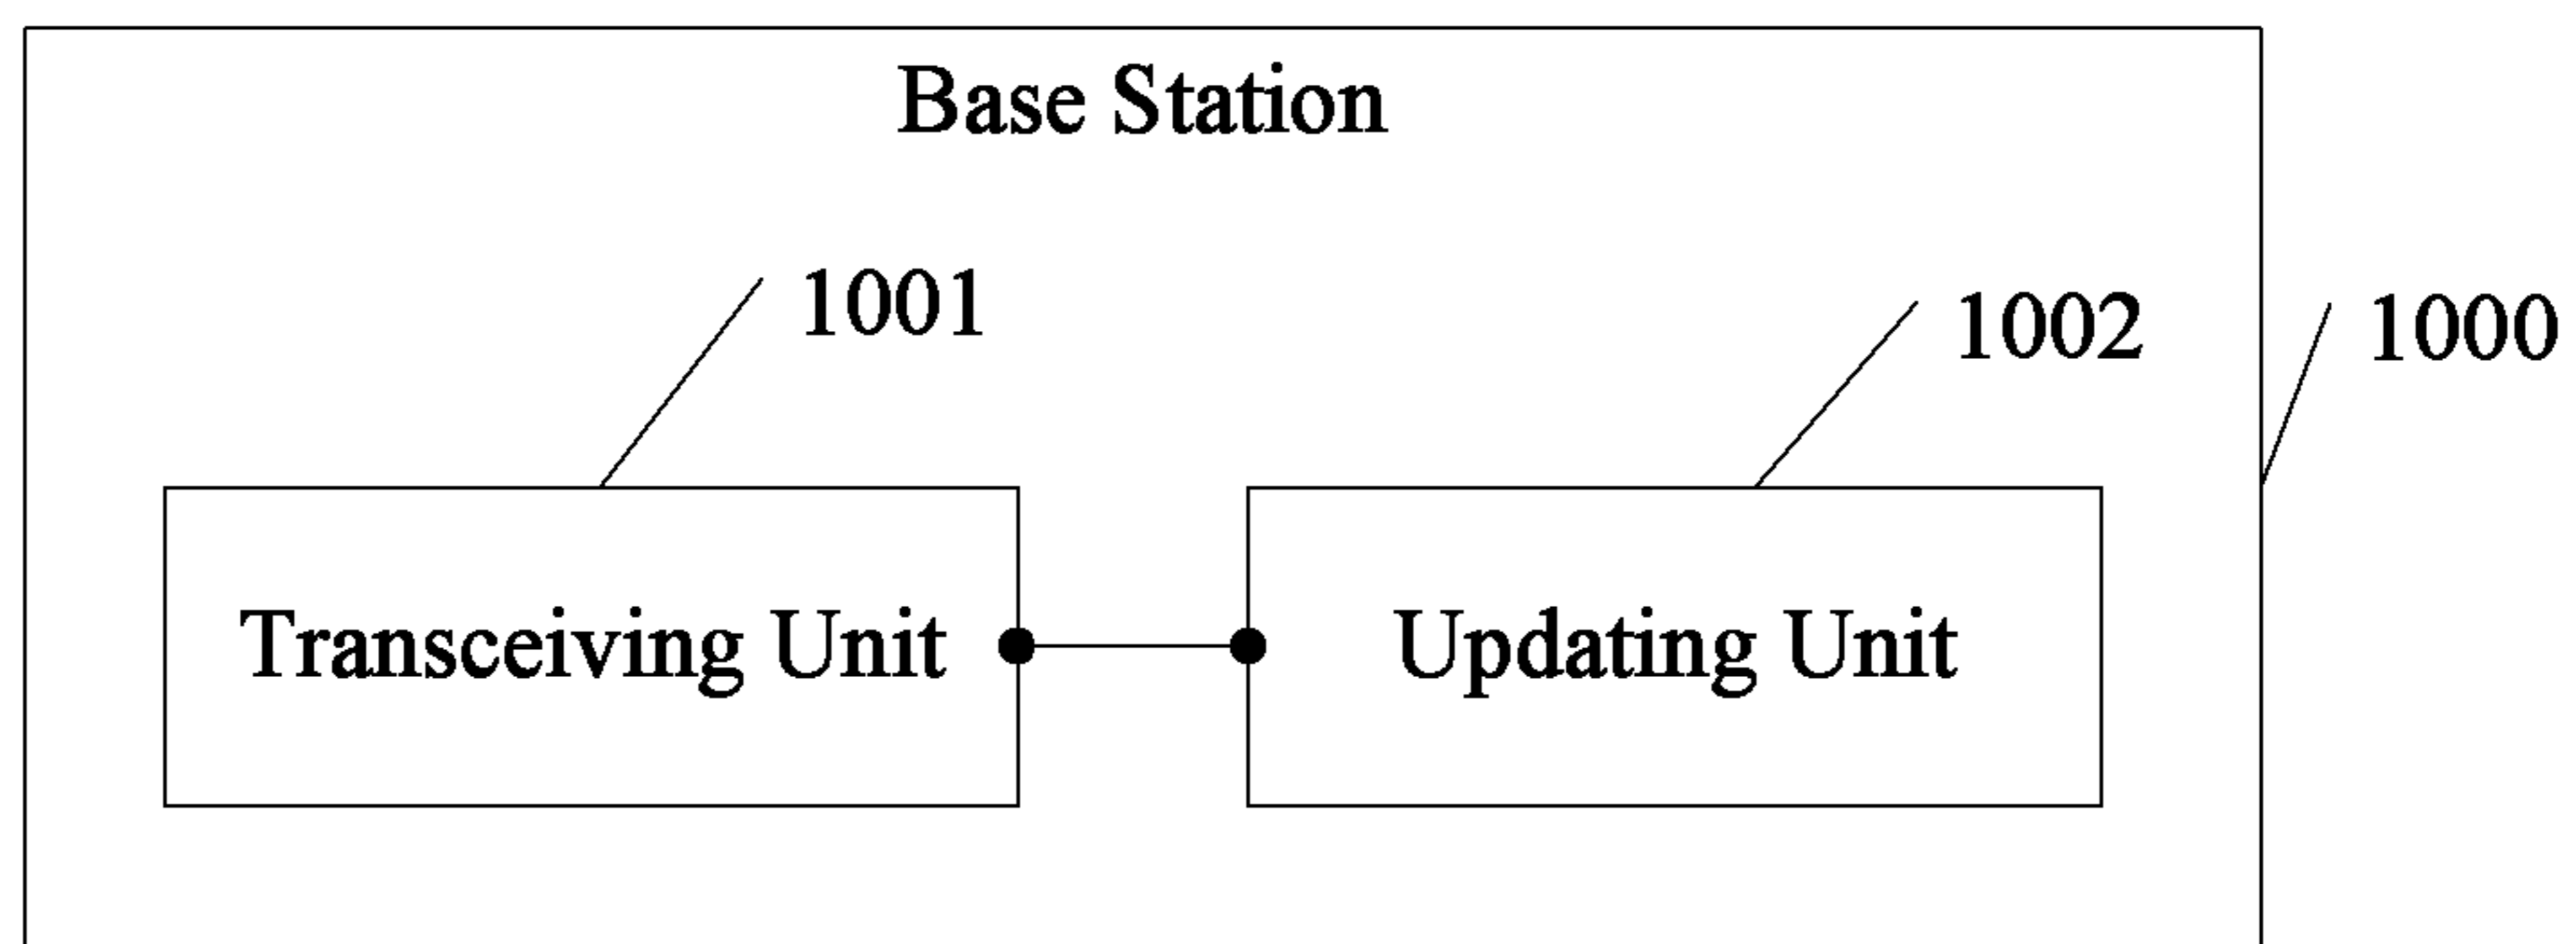 Base Station
1001
1002
1000
Transceiving Unit
Updating Unit